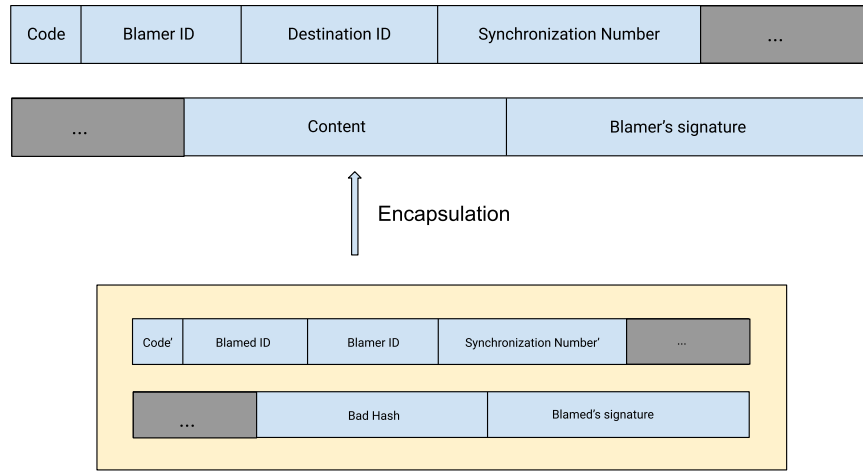 Code Blamer ID Destination ID Synchronization Number ...
... Content Blamer's signature
Encapsulation
Code' Blamed ID Blamer ID Synchronization Number' ...
... Bad Hash Blamed's signature